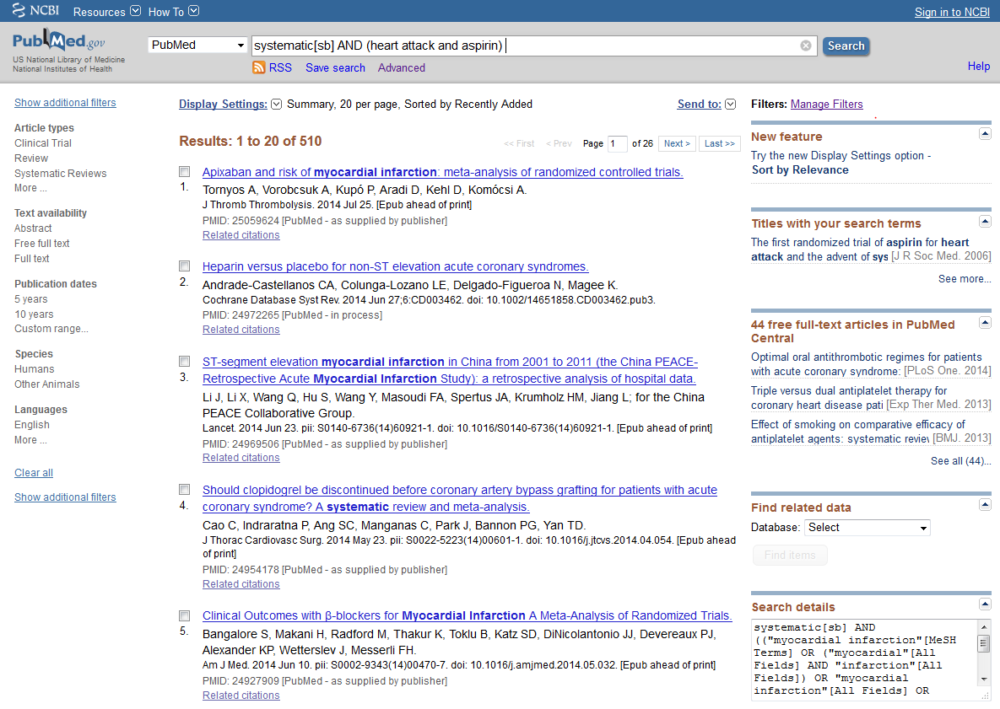 NCBI Resources How To Sign in to NCBI
PubMed.gov
US National Library of Medicine
National Institutes of Health
PubMed
systematic[sb] AND (heart attack and aspirin)
Search
RSS Save search Advanced
Help
Show additional filters
Article types
Clinical Trial
Review
Systematic Reviews
More ...
Text availability
Abstract
Free full text
Full text
Publication dates
5 years
10 years
Custom range...
Species
Humans
Other Animals
Languages
English
More ...
Clear all
Show additional filters
Display Settings: Summary, 20 per page, Sorted by Recently Added Send to:
Results: 1 to 20 of 510
<< First < Prev Page 1 of 26 Next > Last >>
Apixaban and risk of myocardial infarction: meta-analysis of randomized controlled trials.
1. Tornyos A, Vorobcsuk A, Kupó P, Aradi D, Kehl D, Komócsi A.
J Thromb Thrombolysis. 2014 Jul 25. [Epub ahead of print]
PMID: 25059624 [PubMed - as supplied by publisher]
Related citations
Heparin versus placebo for non-ST elevation acute coronary syndromes.
2. Andrade-Castellanos CA, Colunga-Lozano LE, Delgado-Figueroa N, Magee K.
Cochrane Database Syst Rev. 2014 Jun 27;6:CD003462. doi: 10.1002/14651858.CD003462.pub3.
PMID: 24972265 [PubMed - in process]
Related citations
ST-segment elevation myocardial infarction in China from 2001 to 2011 (the China PEACE-
Retrospective Acute Myocardial Infarction Study): a retrospective analysis of hospital data.
3. Li J, Li X, Wang Q, Hu S, Wang Y, Masoudi FA, Spertus JA, Krumholz HM, Jiang L; for the China
PEACE Collaborative Group.
Lancet. 2014 Jun 23. pii: S0140-6736(14)60921-1. doi: 10.1016/S0140-6736(14)60921-1. [Epub ahead of print]
PMID: 24969506 [PubMed - as supplied by publisher]
Related citations
Should clopidogrel be discontinued before coronary artery bypass grafting for patients with acute
coronary syndrome? A systematic review and meta-analysis.
4. Cao C, Indraratna P, Ang SC, Manganas C, Park J, Bannon PG, Yan TD.
J Thorac Cardiovasc Surg. 2014 May 23. pii: S0022-5223(14)00601-1. doi: 10.1016/j.jtcvs.2014.04.054. [Epub ahead
of print]
PMID: 24954178 [PubMed - as supplied by publisher]
Related citations
Clinical Outcomes with β-blockers for Myocardial Infarction A Meta-Analysis of Randomized Trials.
5. Bangalore S, Makani H, Radford M, Thakur K, Toklu B, Katz SD, DiNicolantonio JJ, Devereaux PJ,
Alexander KP, Wetterslev J, Messerli FH.
Am J Med. 2014 Jun 10. pii: S0002-9343(14)00470-7. doi: 10.1016/j.amjmed.2014.05.032. [Epub ahead of print]
PMID: 24927909 [PubMed - as supplied by publisher]
Related citations
Filters: Manage Filters
New feature
Try the new Display Settings option -
Sort by Relevance
Titles with your search terms
The first randomized trial of aspirin for heart
attack and the advent of sys [J R Soc Med. 2006]
See more...
44 free full-text articles in PubMed
Central
Optimal oral antithrombotic regimes for patients
with acute coronary syndrome: [PLoS One. 2014]
Triple versus dual antiplatelet therapy for
coronary heart disease pati [Exp Ther Med. 2013]
Effect of smoking on comparative efficacy of
antiplatelet agents: systematic review [BMJ. 2013]
See all (44)...
Find related data
Database: Select
Find items
Search details
systematic[sb] AND
(("myocardial infarction"[MeSH
Terms] OR ("myocardial"[All
Fields] AND "infarction"[All
Fields]) OR "myocardial
infarction"[All Fields] OR